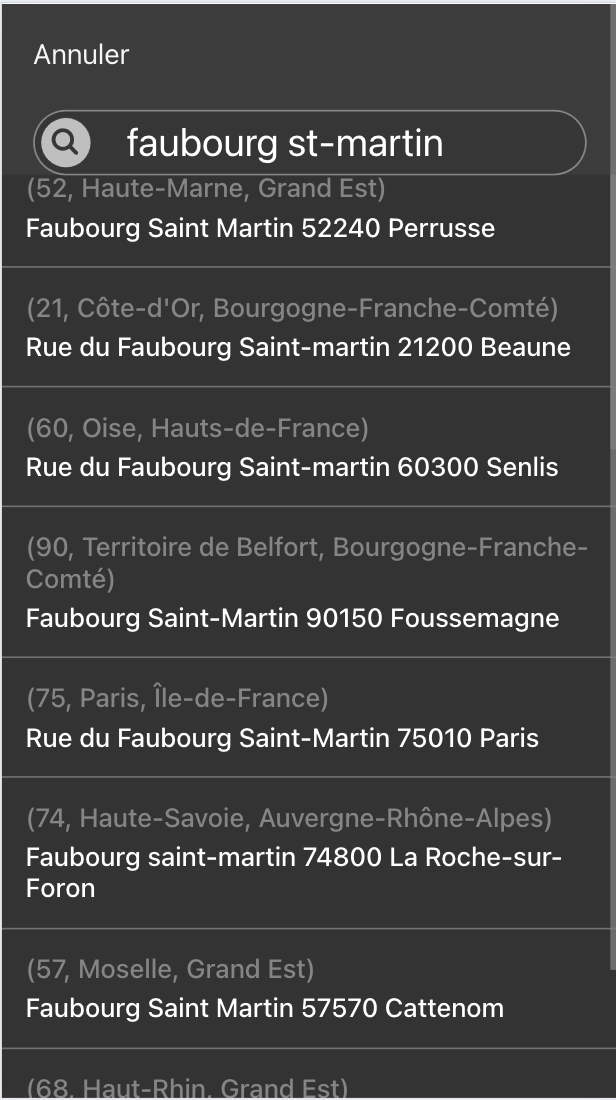 Annuler
faubourg st-martin
(52, Haute-Marne, Grand Est)
Faubourg Saint Martin 52240 Perrusse
(21, Côte-d'Or, Bourgogne-Franche-Comté)
Rue du Faubourg Saint-martin 21200 Beaune
(60, Oise, Hauts-de-France)
Rue du Faubourg Saint-martin 60300 Senlis
(90, Territoire de Belfort, Bourgogne-Franche-
Comté)
Faubourg Saint-Martin 90150 Foussemagne
(75, Paris, Île-de-France)
Rue du Faubourg Saint-Martin 75010 Paris
(74, Haute-Savoie, Auvergne-Rhône-Alpes)
Faubourg saint-martin 74800 La Roche-sur-
Foron
(57, Moselle, Grand Est)
Faubourg Saint Martin 57570 Cattenom
(68, Haut-Rhin, Grand Est)